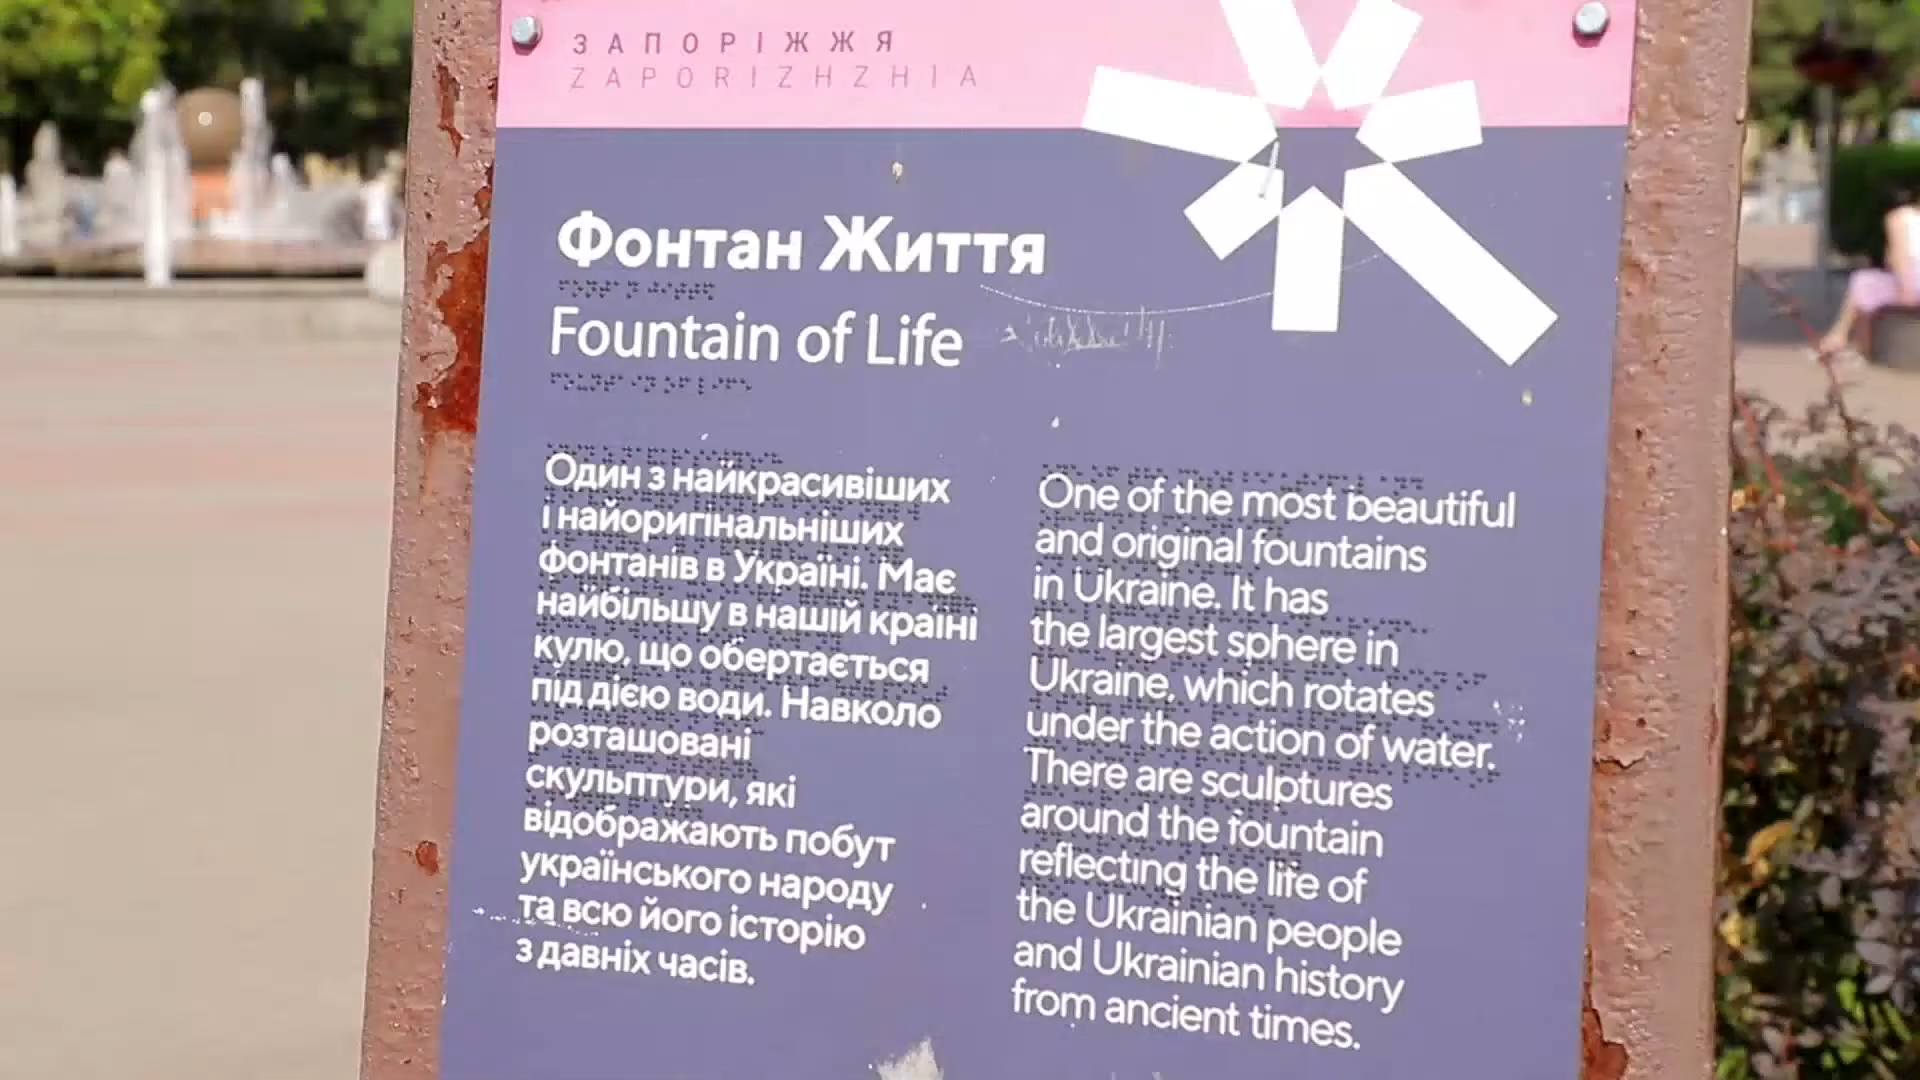 ЗАПОРІЖЖЯ
ZAPORIZHZHIA
Фонтан Життя
Fountain of Life
Один з найкрасивіших
і найоригінальніших
фонтанів в Україні. Має
найбільшу в нашій країні
кулю, що обертається
під дією води. Навколо
розташовані
скульптури, які
відображають побут
українського народу
та всю його історію
з давніх часів.
One of the most beautiful
and original fountains
in Ukraine. It has
the largest sphere in
Ukraine, which rotates
under the action of water.
There are sculptures
around the fountain
reflecting the life of
the Ukrainian people
and Ukrainian history
from ancient times.